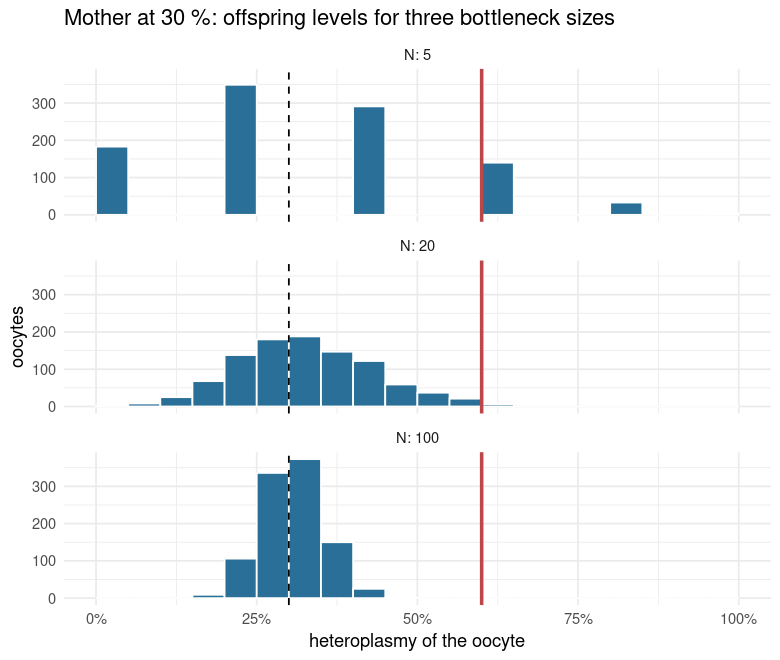 Mother at 30 %: offspring levels for three bottleneck sizes
N: 5
300
200
100
0
N: 20
300
200
100
0
oocytes
N: 100
300
200
100
0
0% 25% 50% 75% 100%
heteroplasmy of the oocyte